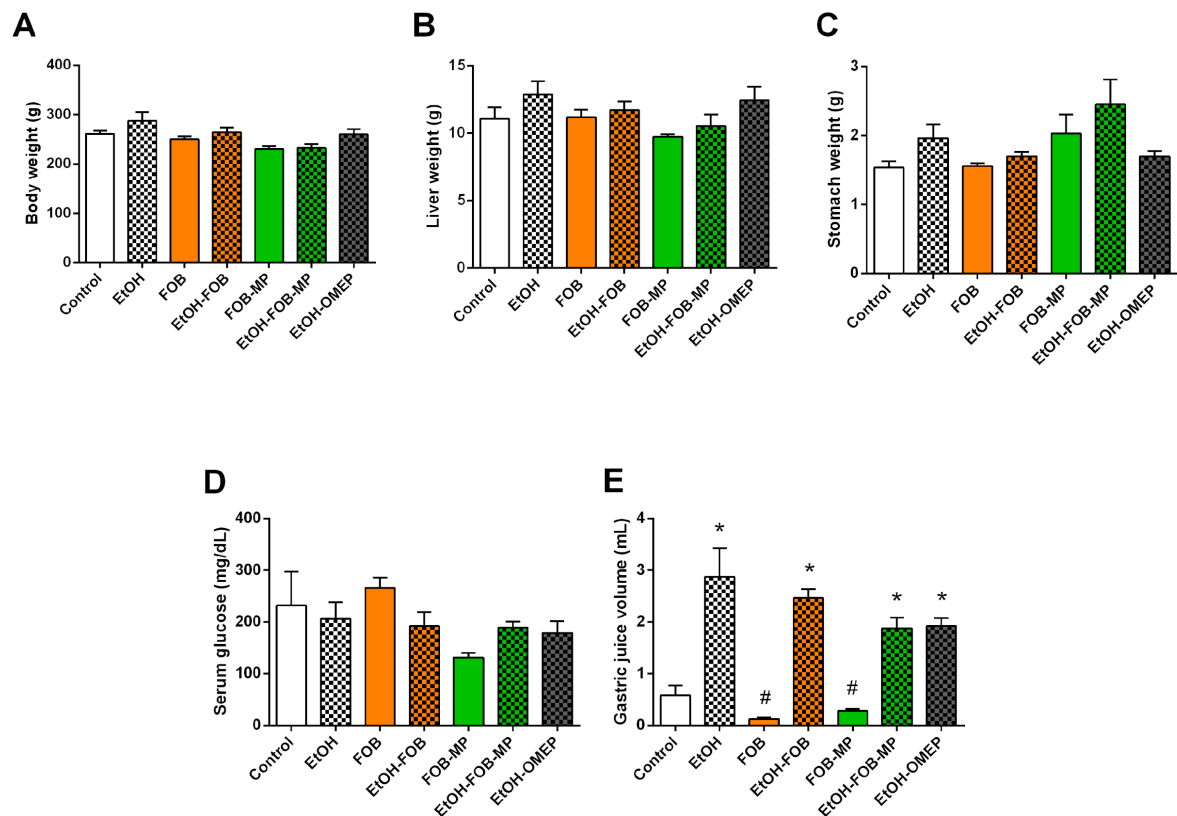 A
Body weight (g)
400
300
200
100
0
Control
EtOH
FOB
EtOH-FOB
FOB-MP
EtOH-FOB-MP
EtOH-OMEP
B
Liver weight (g)
15
10
5
0
Control
EtOH
FOB
EtOH-FOB
FOB-MP
EtOH-FOB-MP
EtOH-OMEP
C
Stomach weight (g)
3
2
1
0
Control
EtOH
FOB
EtOH-FOB
FOB-MP
EtOH-FOB-MP
EtOH-OMEP
D
Serum glucose (mg/dL)
400
300
200
100
0
Control
EtOH
FOB
EtOH-FOB
FOB-MP
EtOH-FOB-MP
EtOH-OMEP
E
Gastric juice volume (mL)
4
3
2
1
0
*
#
*
#
*
*
Control
EtOH
FOB
EtOH-FOB
FOB-MP
EtOH-FOB-MP
EtOH-OMEP